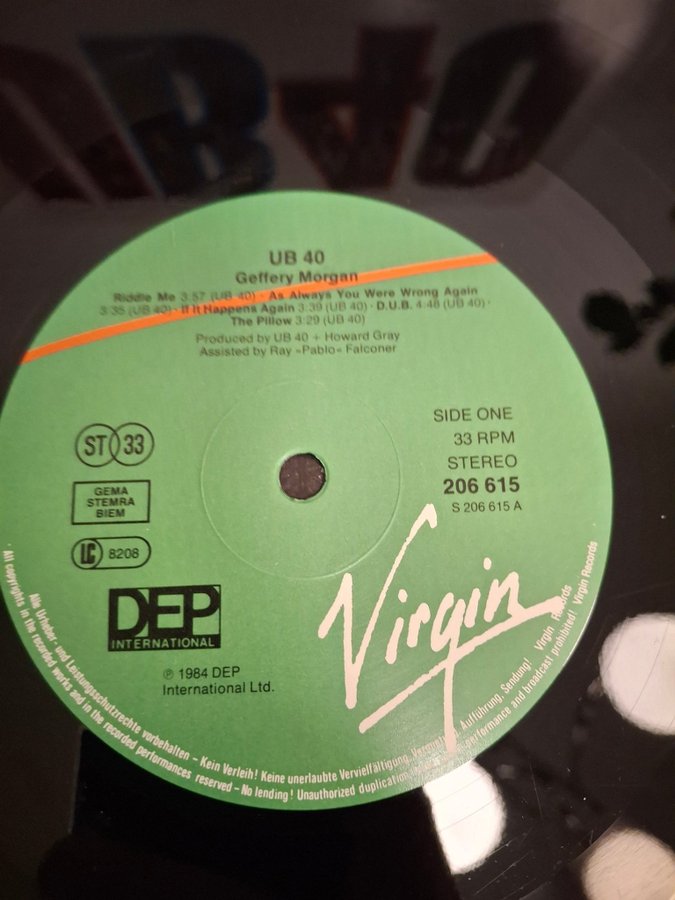 UB 40
UB 40
Geffery Morgan
Riddle Me 3:57 (UB 40) · As Always You Were Wrong Again
3:35 (UB 40) · If It Happens Again 3.39 (UB 40) · D.U.B. 4:48 (UB 40) ·
The Pillow 3:29 (UB 40)
Produced by UB 40 + Howard Gray
Assisted by Ray »Pablo« Falconer
ST 33
GEMA
STEMRA
BIEM
LC 8208
SIDE ONE
33 RPM
STEREO
206 615
S 206 615 A
DEP
INTERNATIONAL
℗ 1984 DEP
International Ltd.
Virgin
Alle Urheber- und Leistungsschutzrechte vorbehalten – Kein Verleih! Keine unerlaubte Vervielfältigung, Aufführung, Sendung! Virgin Records
All copyrights in the recorded works and in the recorded performances reserved – No lending! Unauthorized duplication, performance and broadcast prohibited! Virgin Records